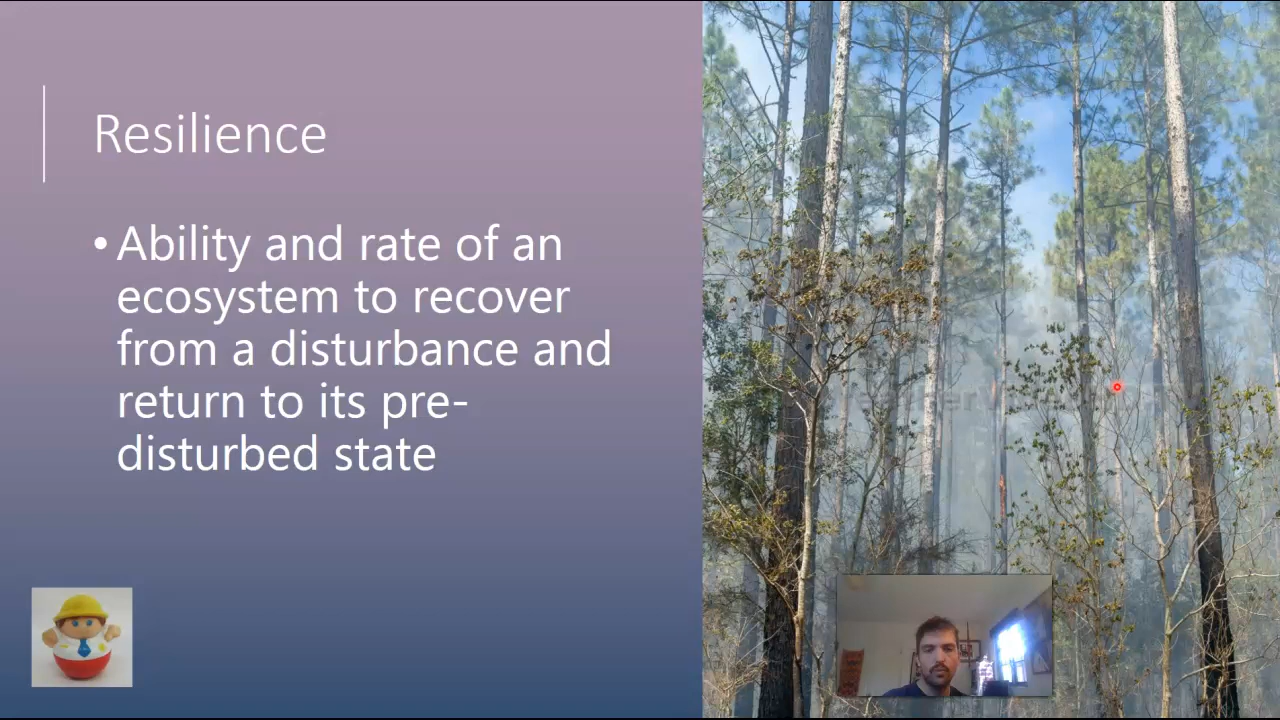 Resilience
• Ability and rate of an
ecosystem to recover
from a disturbance and
return to its pre-
disturbed state